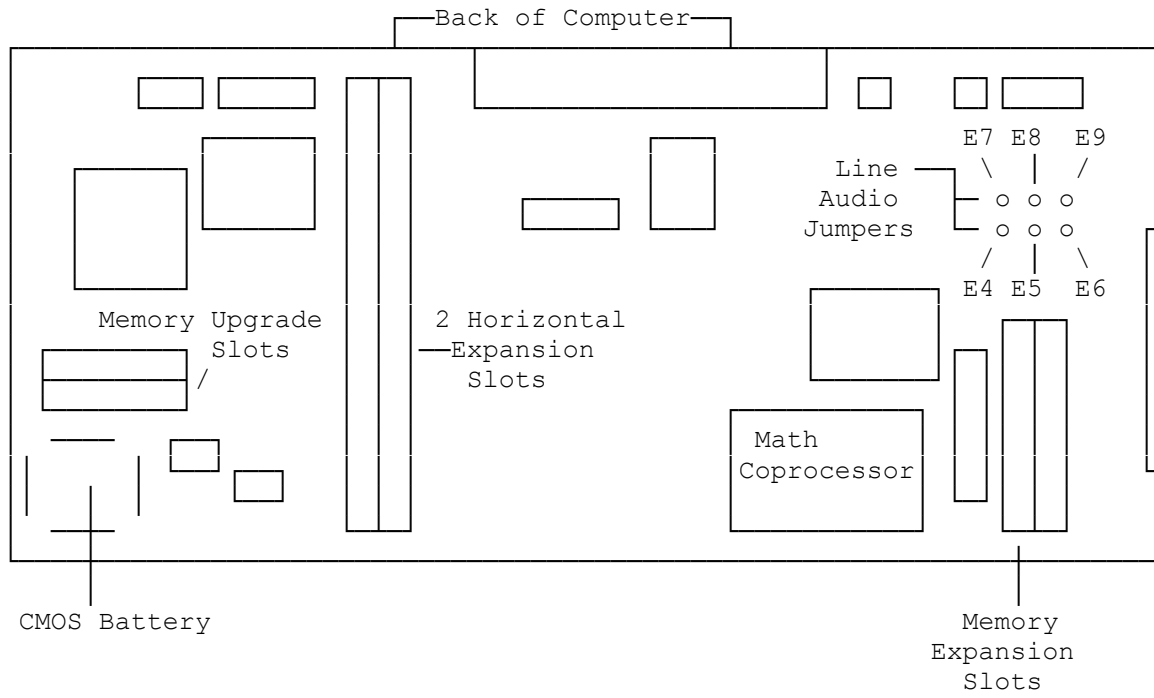 Back of Computer
E7 E8 E9
Line
Audio
Jumpers
E4 E5 E6
Memory Upgrade
Slots
2 Horizontal
Expansion
Slots
Math
Coprocessor
CMOS Battery
Memory
Expansion
Slots